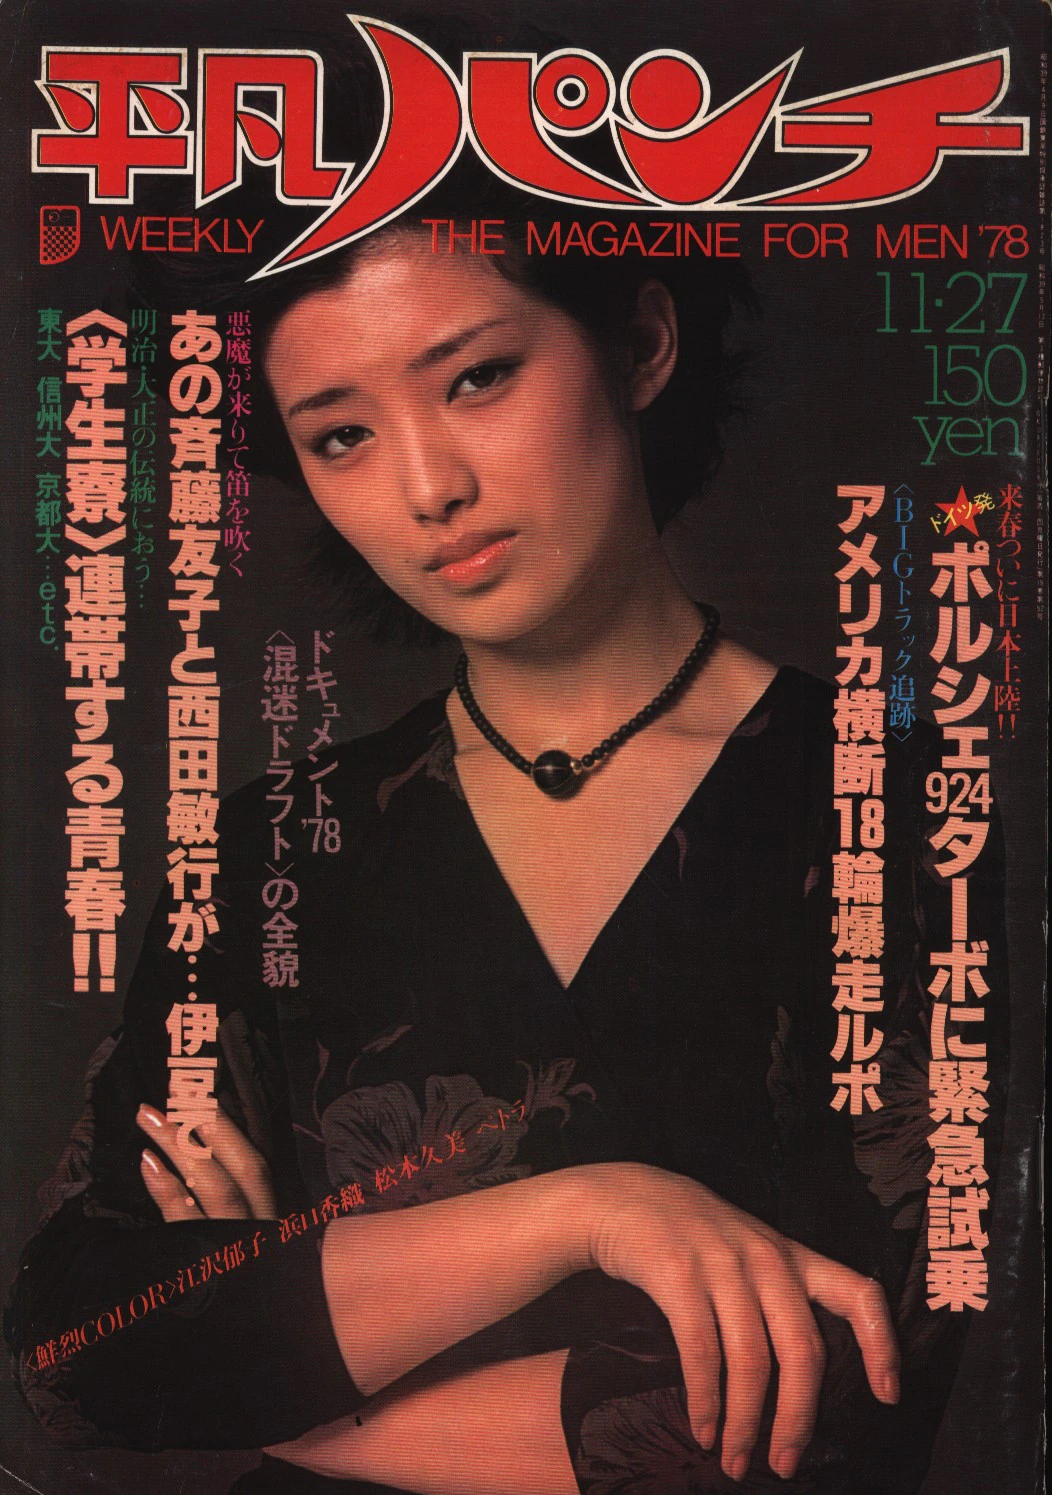 平凡パンチ
WEEKLY THE MAGAZINE FOR MEN '78
11・27
150
yen
来春ついに日本上陸!!
ドイツ発
ポルシェ924ターボに緊急試乗
〈BIGトラック追跡〉
アメリカ横断18輪爆走ルポ
ドキュメント'78
〈混迷ドラフト〉の全貌
悪魔が来りて笛を吹く
あの斉藤友子と西田敏行が…伊豆で…
明治・大正の伝統におう…
〈学生寮〉連帯する青春!!
東大 信州大 京都大…etc.
〈鮮烈COLOR〉江沢郁子 浜口香織 松本久美 ペトラ